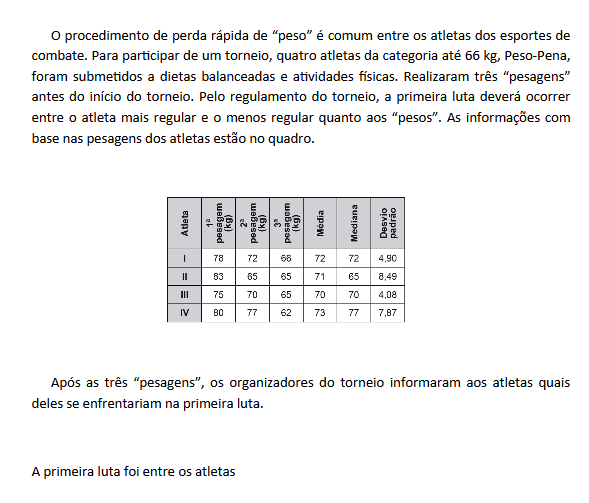 O procedimento de perda rápida de “peso” é comum entre os atletas dos esportes de
combate. Para participar de um torneio, quatro atletas da categoria até 66 kg, Peso-Pena,
foram submetidos a dietas balanceadas e atividades físicas. Realizaram três “pesagens”
antes do início do torneio. Pelo regulamento do torneio, a primeira luta deverá ocorrer
entre o atleta mais regular e o menos regular quanto aos “pesos”. As informações com
base nas pesagens dos atletas estão no quadro.
Atleta 1ª pesagem (kg) 2ª pesagem (kg) 3ª pesagem (kg) Média Mediana Desvio padrão
I 78 72 66 72 72 4,90
II 83 65 65 71 65 8,49
III 75 70 65 70 70 4,08
IV 80 77 62 73 77 7,87
Após as três “pesagens”, os organizadores do torneio informaram aos atletas quais
deles se enfrentariam na primeira luta.
A primeira luta foi entre os atletas